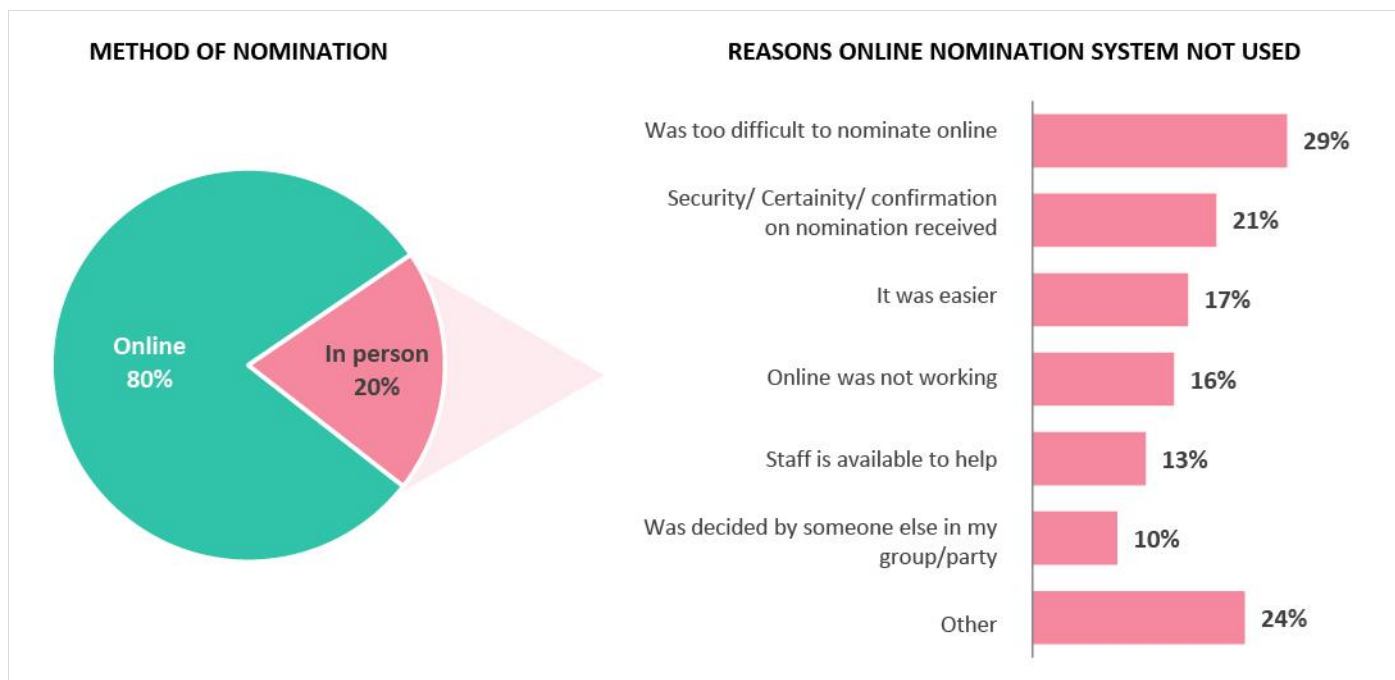 METHOD OF NOMINATION
Online
80%
In person
20%
REASONS ONLINE NOMINATION SYSTEM NOT USED
Was too difficult to nominate online
29%
Security/ Certainity/ confirmation
on nomination received
21%
It was easier
17%
Online was not working
16%
Staff is available to help
13%
Was decided by someone else in my
group/party
10%
Other
24%